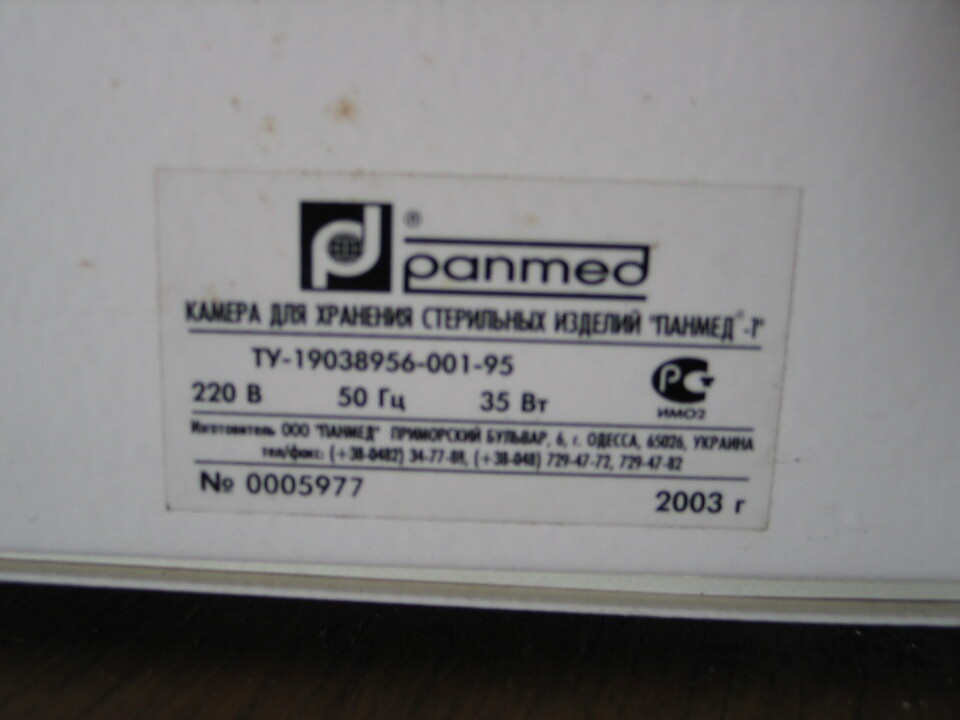 ® panmed
КАМЕРА ДЛЯ ХРАНЕНИЯ СТЕРИЛЬНЫХ ИЗДЕЛИЙ "ПАНМЕД®-1"
ТУ-19038956-001-95
220 В 50 Гц 35 Вт
ИМО2
Изготовитель ООО "ПАНМЕД" ПРИМОРСКИЙ БУЛЬВАР, 6, г. ОДЕССА, 65026, УКРАИНА
тел/факс: (+38-0482) 34-77-88, (+38-048) 729-47-72, 729-47-82
№ 0005977 2003 г